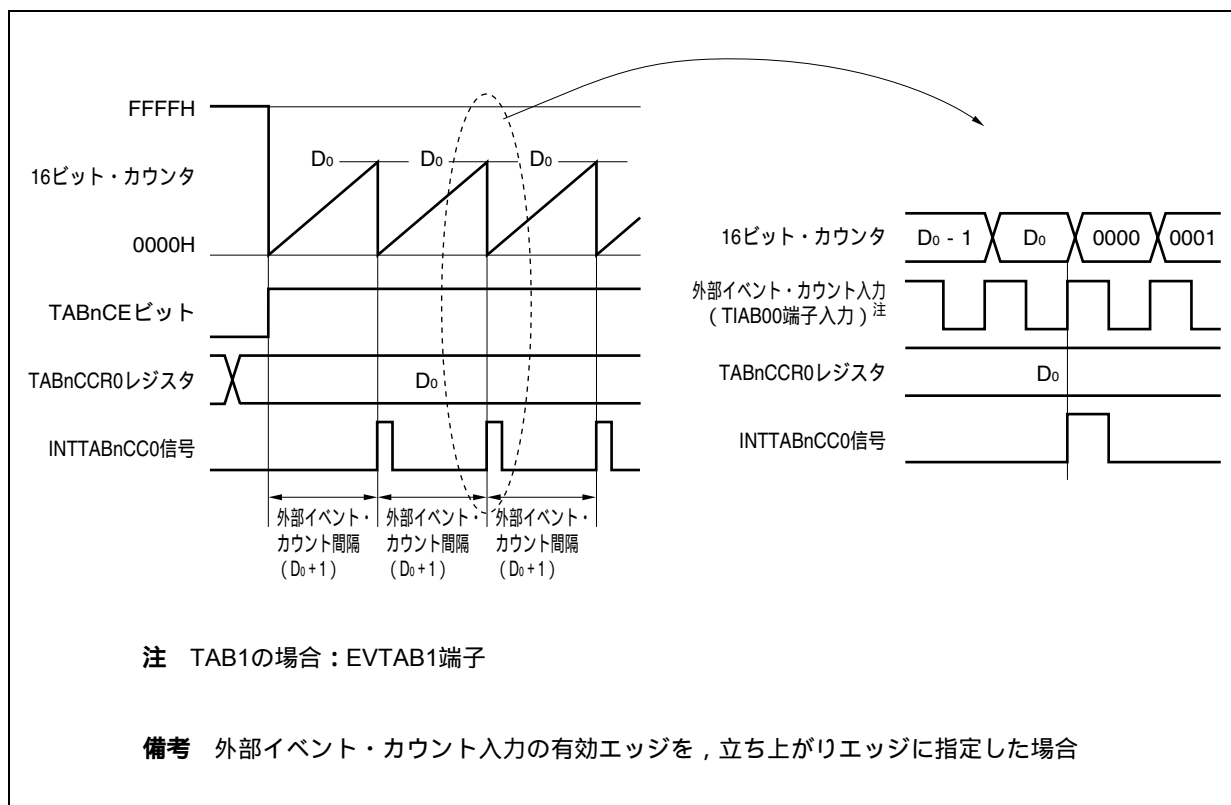 FFFFH
16ビット・カウンタ
D0 D0 D0
0000H
TABnCEビット
TABnCCR0レジスタ
D0
INTTABnCC0信号
外部イベント・
カウント間隔
（D0+1）
外部イベント・
カウント間隔
（D0+1）
外部イベント・
カウント間隔
（D0+1）
16ビット・カウンタ
D0 - 1 D0 0000 0001
外部イベント・カウント入力
（TIAB00端子入力）注
TABnCCR0レジスタ
D0
INTTABnCC0信号
注 TAB1の場合：EVTAB1端子
備考 外部イベント・カウント入力の有効エッジを，立ち上がりエッジに指定した場合